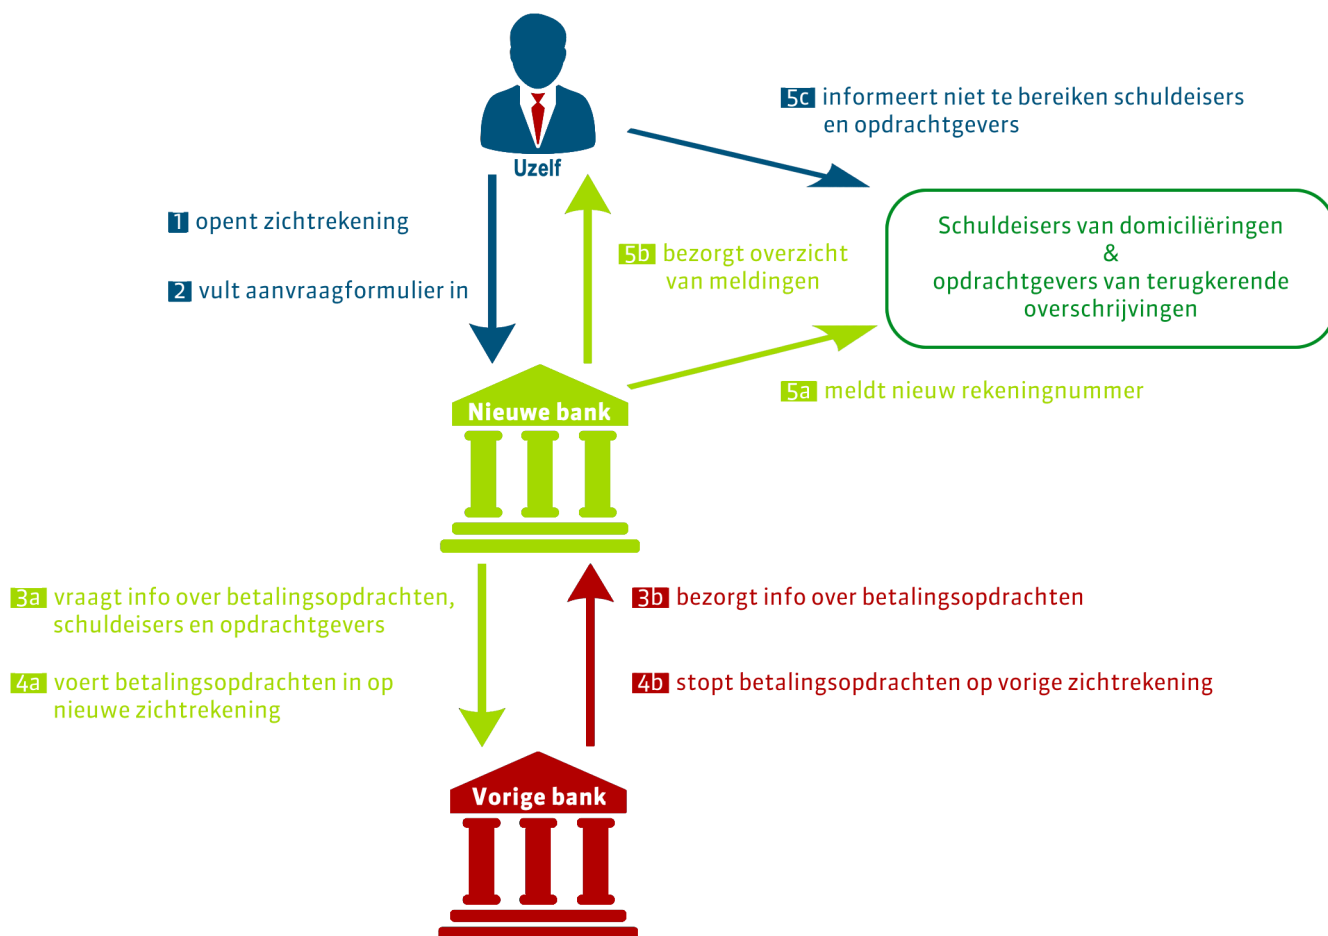 Uzelf
5c informeert niet te bereiken schuldeisers
en opdrachtgevers
1 opent zichtrekening
2 vult aanvraagformulier in
5b bezorgt overzicht
van meldingen
Schuldeisers van domiciliëringen
&
opdrachtgevers van terugkerende
overschrijvingen
5a meldt nieuw rekeningnummer
Nieuwe bank
3a vraagt info over betalingsopdrachten,
schuldeisers en opdrachtgevers
3b bezorgt info over betalingsopdrachten
4a voert betalingsopdrachten in op
nieuwe zichtrekening
4b stopt betalingsopdrachten op vorige zichtrekening
Vorige bank